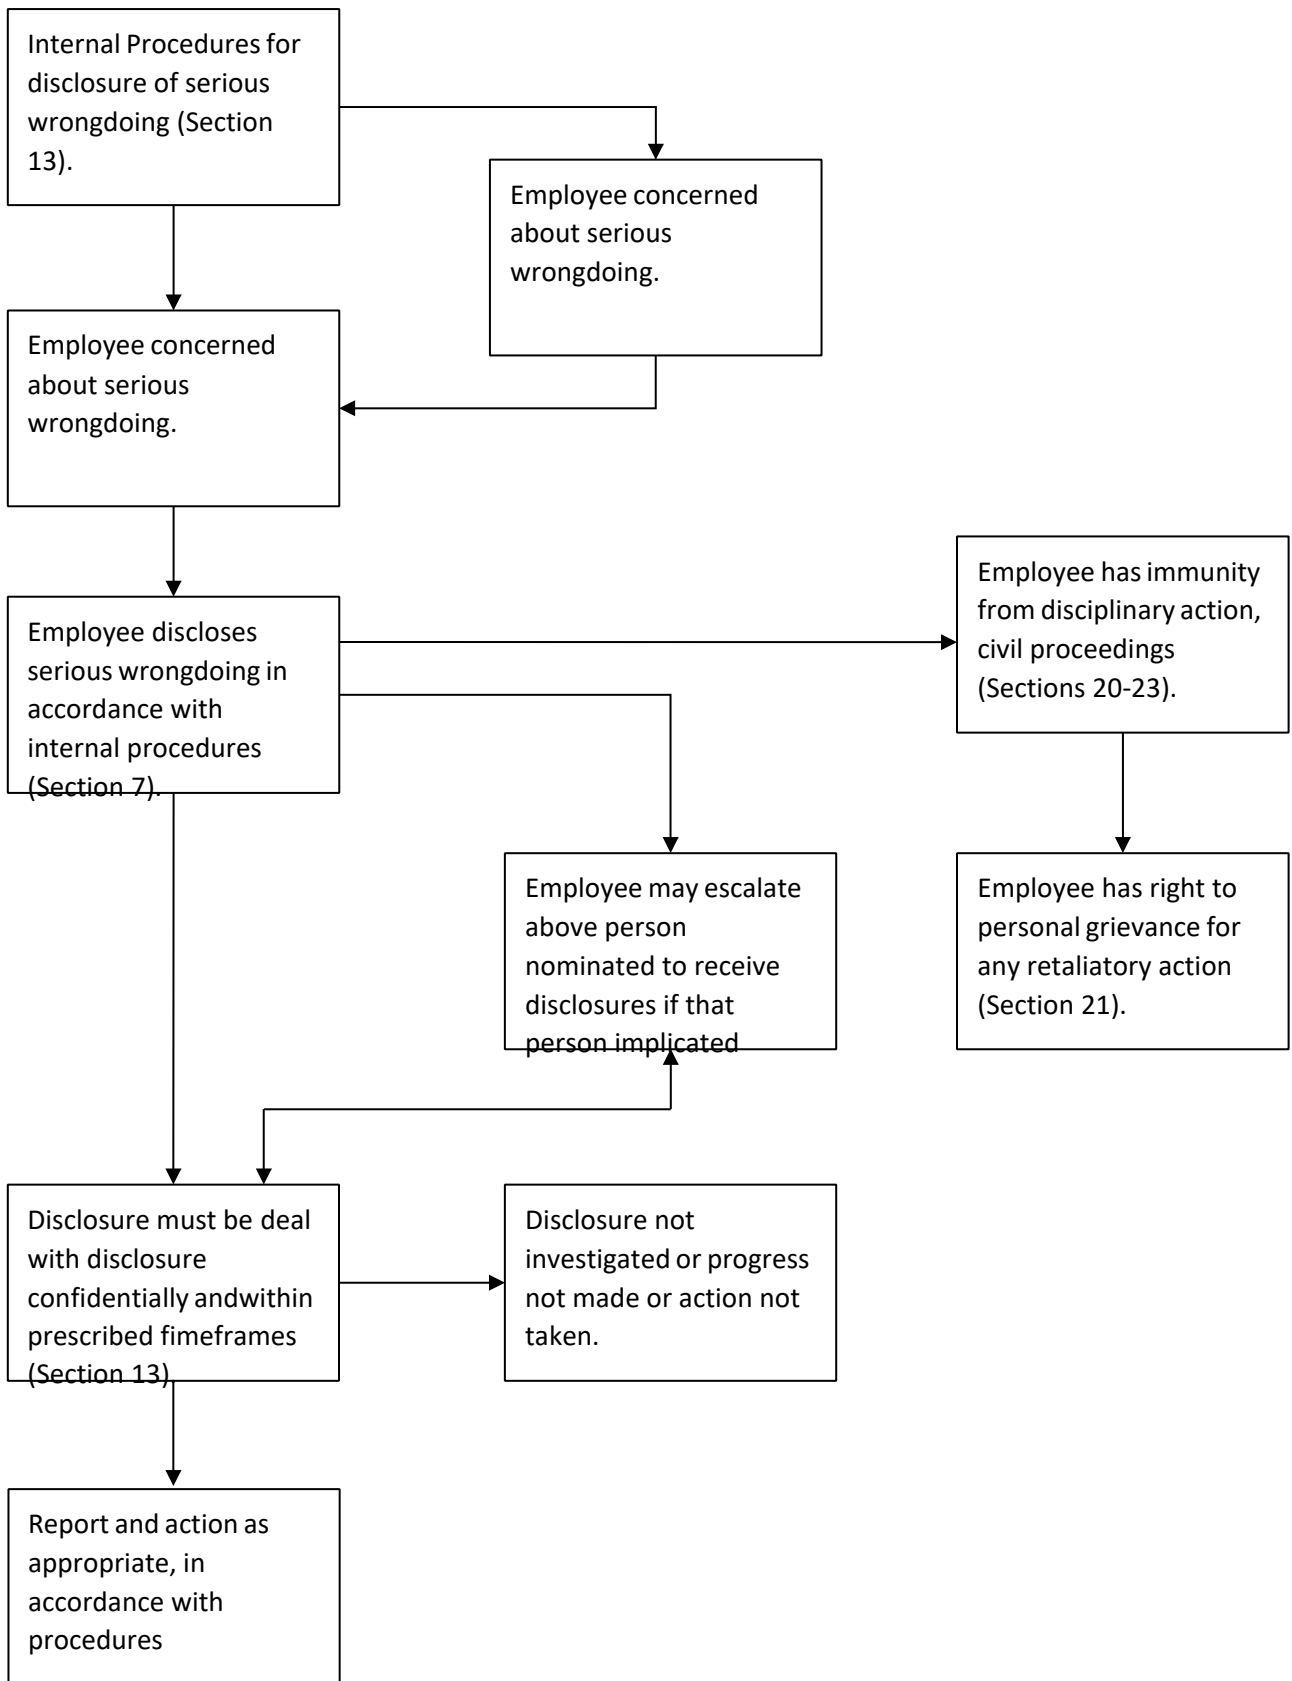 Internal Procedures for
disclosure of serious
wrongdoing (Section
13).
Employee concerned
about serious
wrongdoing.
Employee concerned
about serious
wrongdoing.
Employee discloses
serious wrongdoing in
accordance with
internal procedures
(Section 7).
Employee has immunity
from disciplinary action,
civil proceedings
(Sections 20-23).
Employee may escalate
above person
nominated to receive
disclosures if that
person implicated
Employee has right to
personal grievance for
any retaliatory action
(Section 21).
Disclosure must be deal
with disclosure
confidentially andwithin
prescribed fimeframes
(Section 13).
Disclosure not
investigated or progress
not made or action not
taken.
Report and action as
appropriate, in
accordance with
procedures